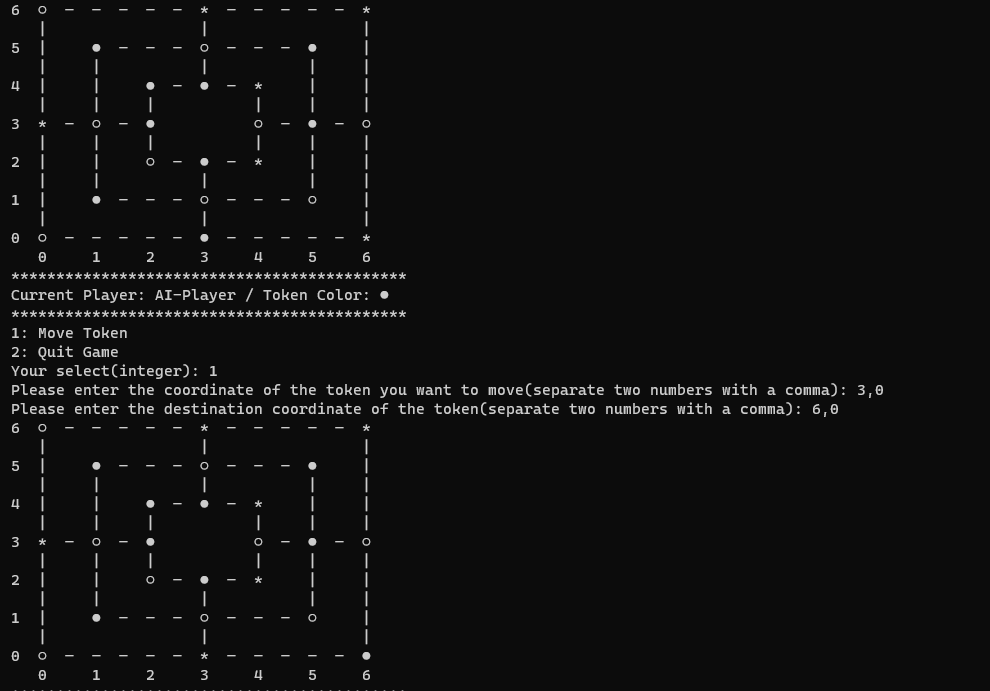 6 ○ - - - - - * - - - - - *
| | |
5 | ● - - - ○ - - - ● |
| | | | |
4 | | ● - ● - * | |
| | | | | |
3 * - ○ - ● ○ - ● - ○
| | | | | |
2 | | ○ - ● - * | |
| | | | |
1 | ● - - - ○ - - - ○ |
| | |
0 ○ - - - - - ● - - - - - *
0 1 2 3 4 5 6
********************************************
Current Player: AI-Player / Token Color: ●
********************************************
1: Move Token
2: Quit Game
Your select(integer): 1
Please enter the coordinate of the token you want to move(separate two numbers with a comma): 3,0
Please enter the destination coordinate of the token(separate two numbers with a comma): 6,0
6 ○ - - - - - * - - - - - *
| | |
5 | ● - - - ○ - - - ● |
| | | | |
4 | | ● - ● - * | |
| | | | | |
3 * - ○ - ● ○ - ● - ○
| | | | | |
2 | | ○ - ● - * | |
| | | | |
1 | ● - - - ○ - - - ○ |
| | |
0 ○ - - - - - * - - - - - ●
0 1 2 3 4 5 6